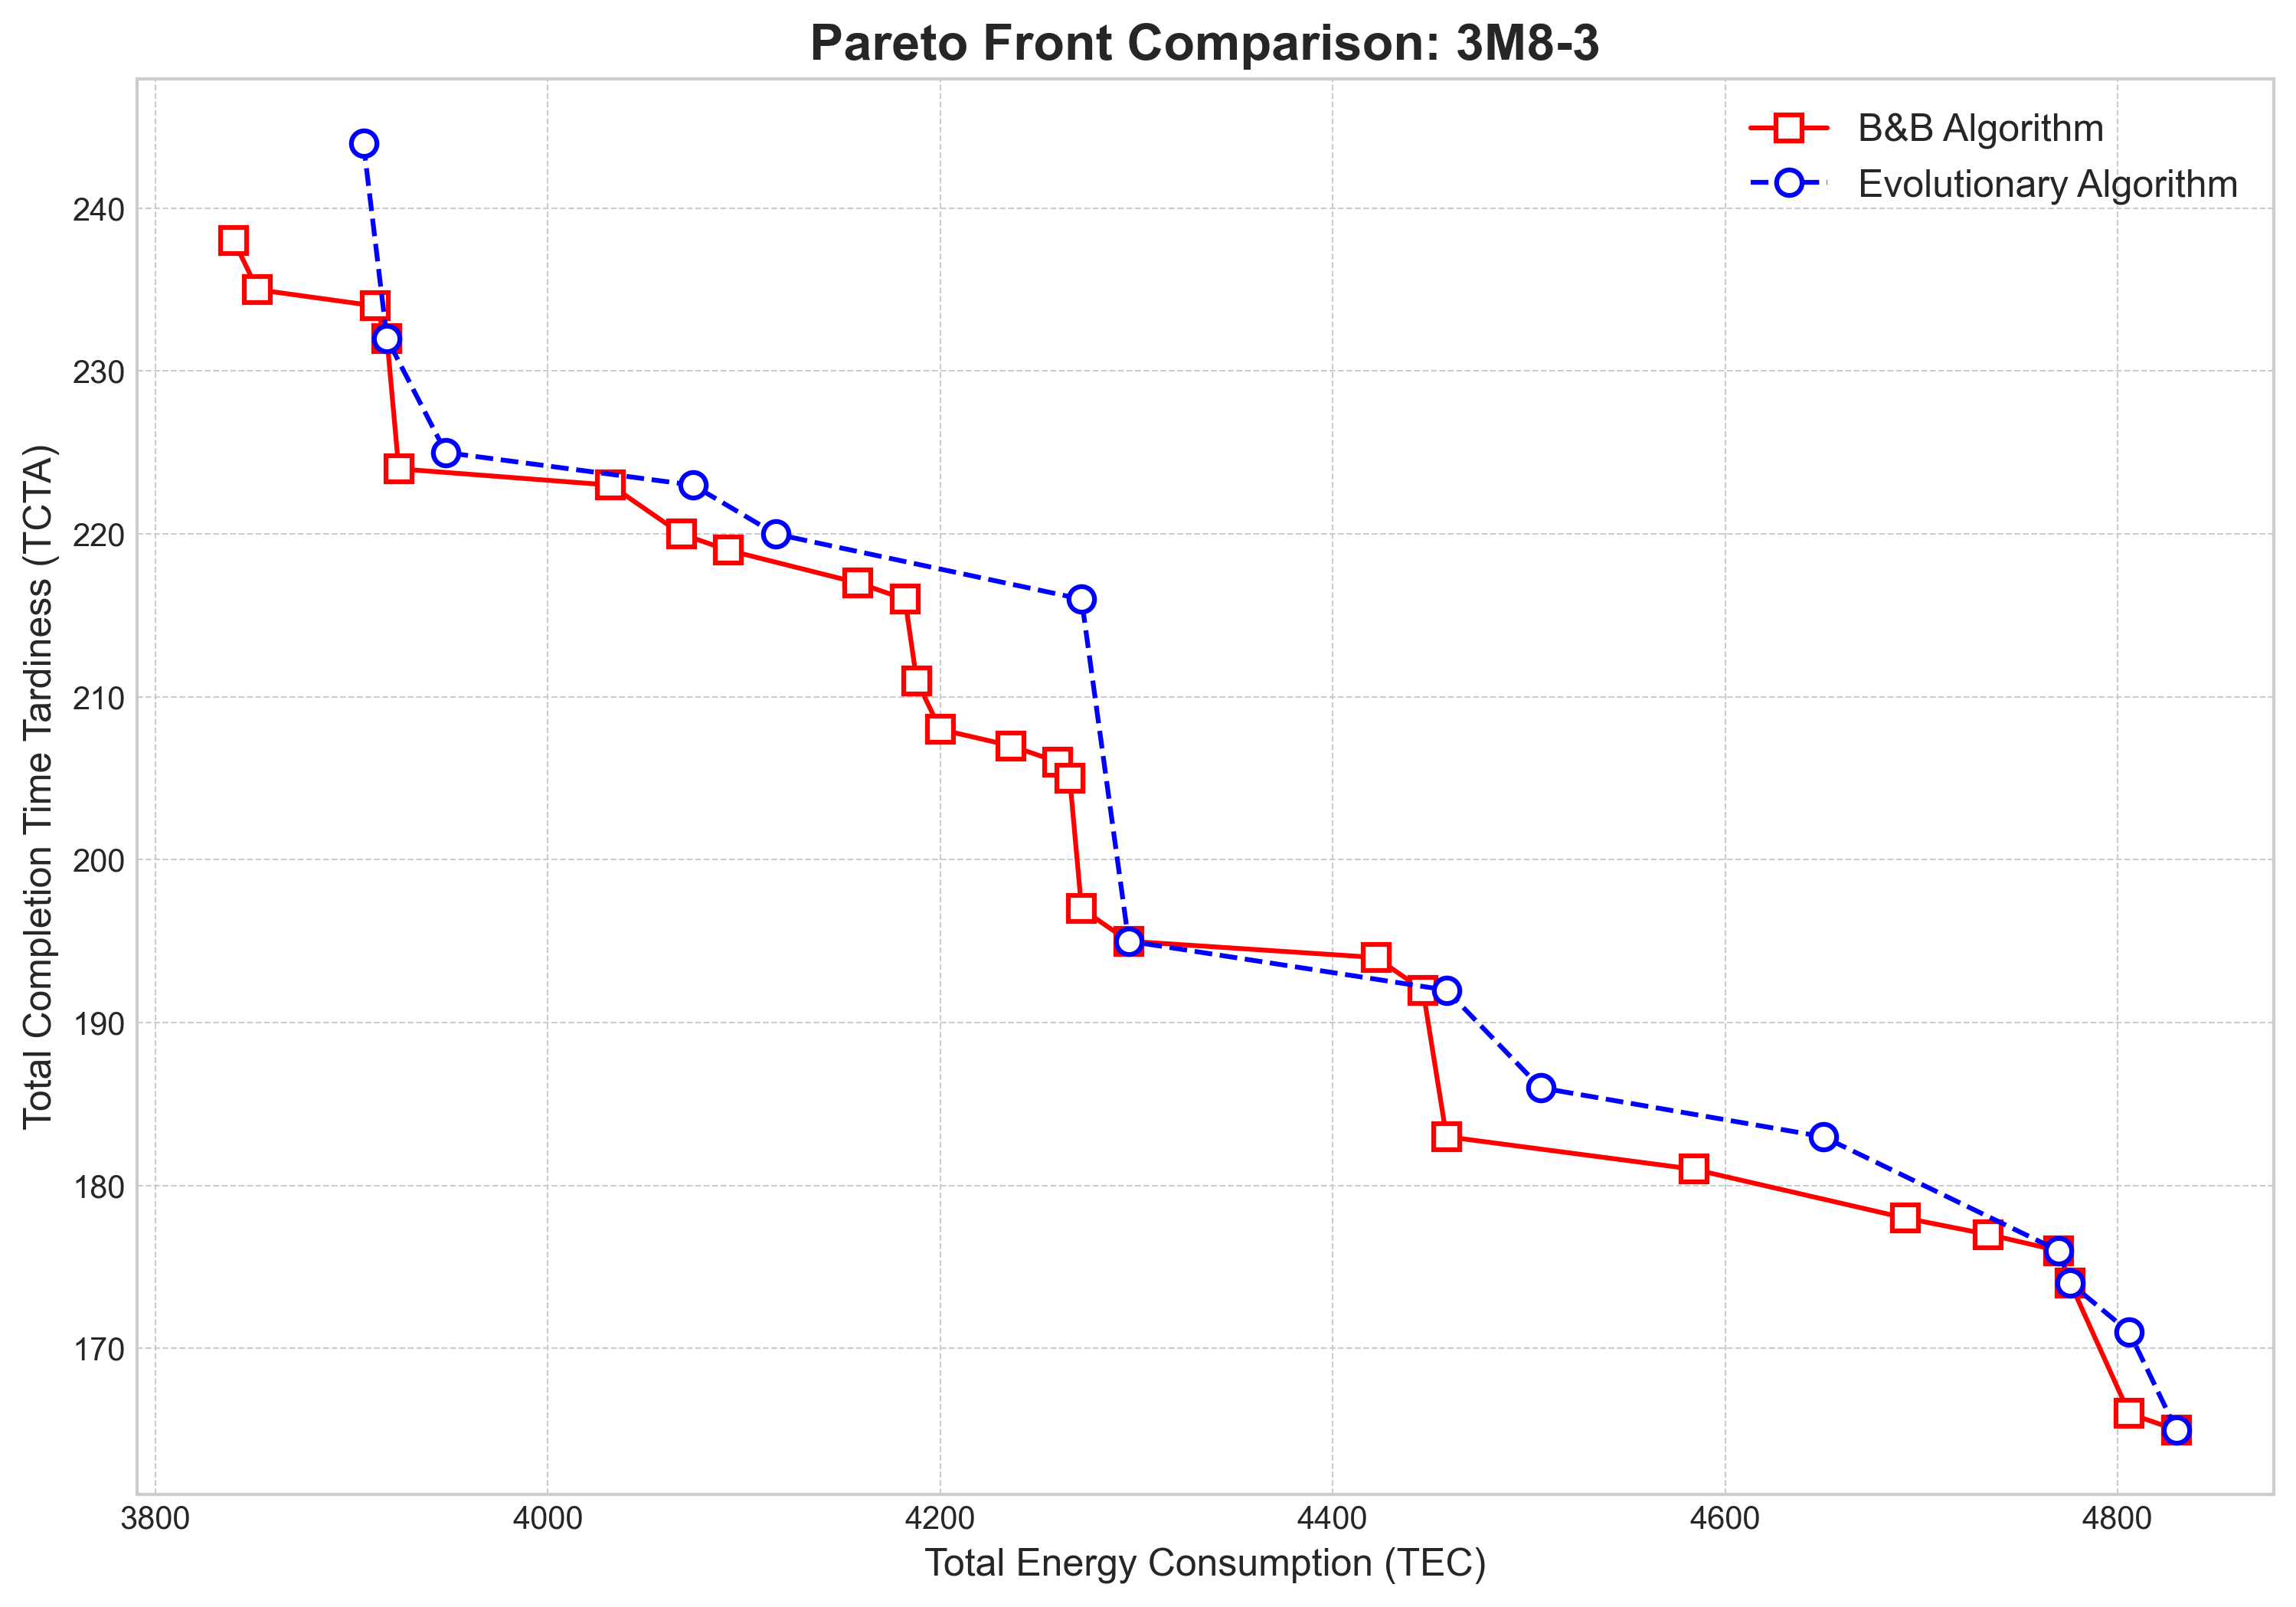 Pareto Front Comparison: 3M8-3
B&B Algorithm
Evolutionary Algorithm
Total Completion Time Tardiness (TCTA)
240
230
220
210
200
190
180
170
3800
4000
4200
4400
4600
4800
Total Energy Consumption (TEC)